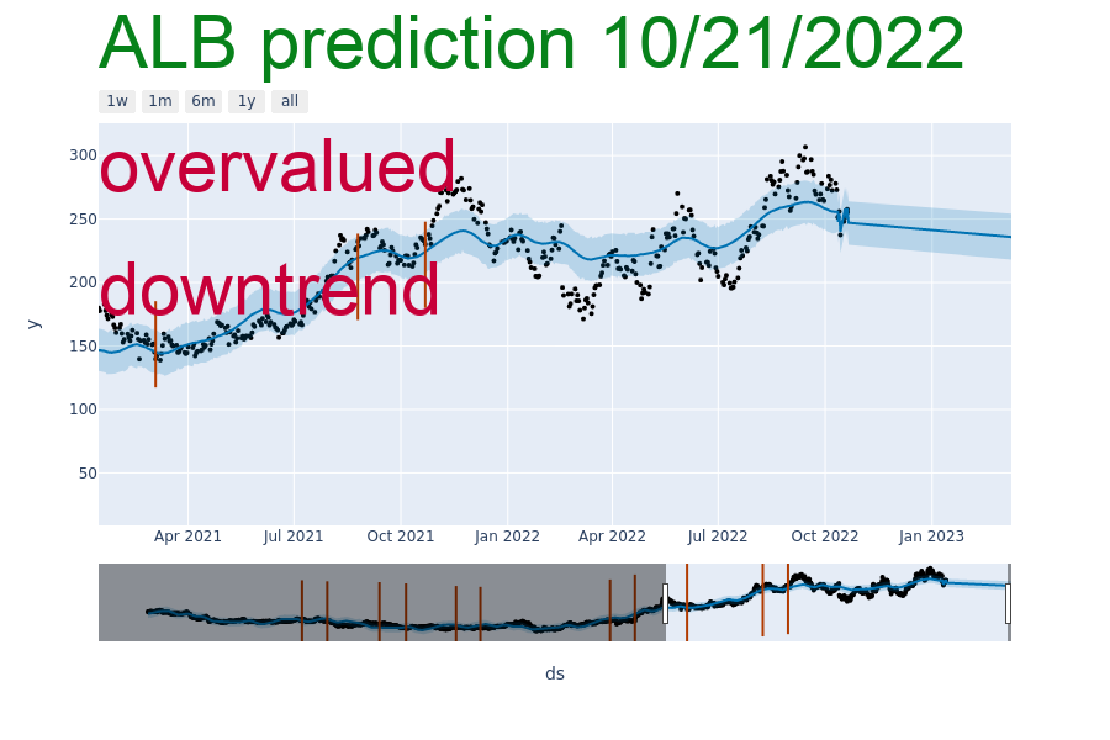 ALB prediction 10/21/2022
1w 1m 6m 1y all
300
overvalued
250
200
downtrend
y
150
100
50
Apr 2021 Jul 2021 Oct 2021 Jan 2022 Apr 2022 Jul 2022 Oct 2022 Jan 2023
ds